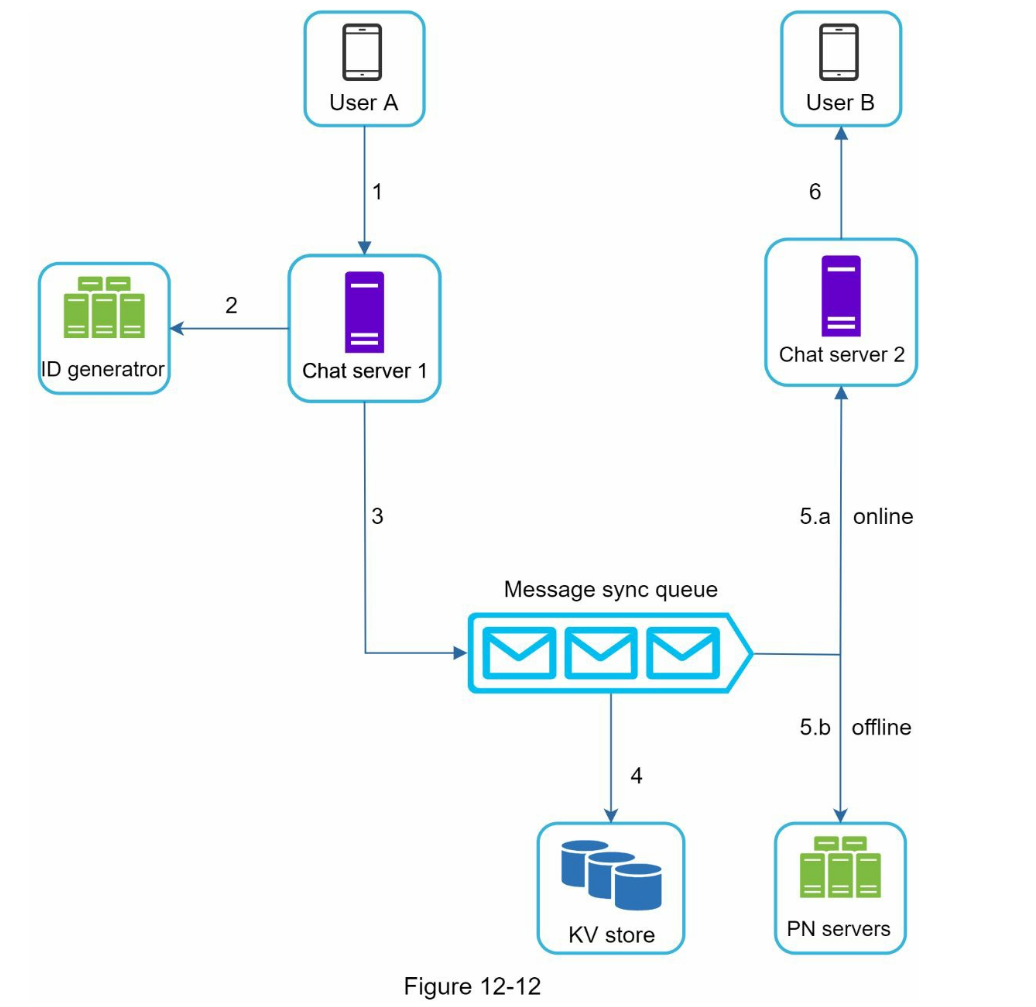 User A
User B
1
6
2
ID generatror
Chat server 1
Chat server 2
3
5.a
online
Message sync queue
5.b
offline
4
KV store
PN servers
Figure 12-12